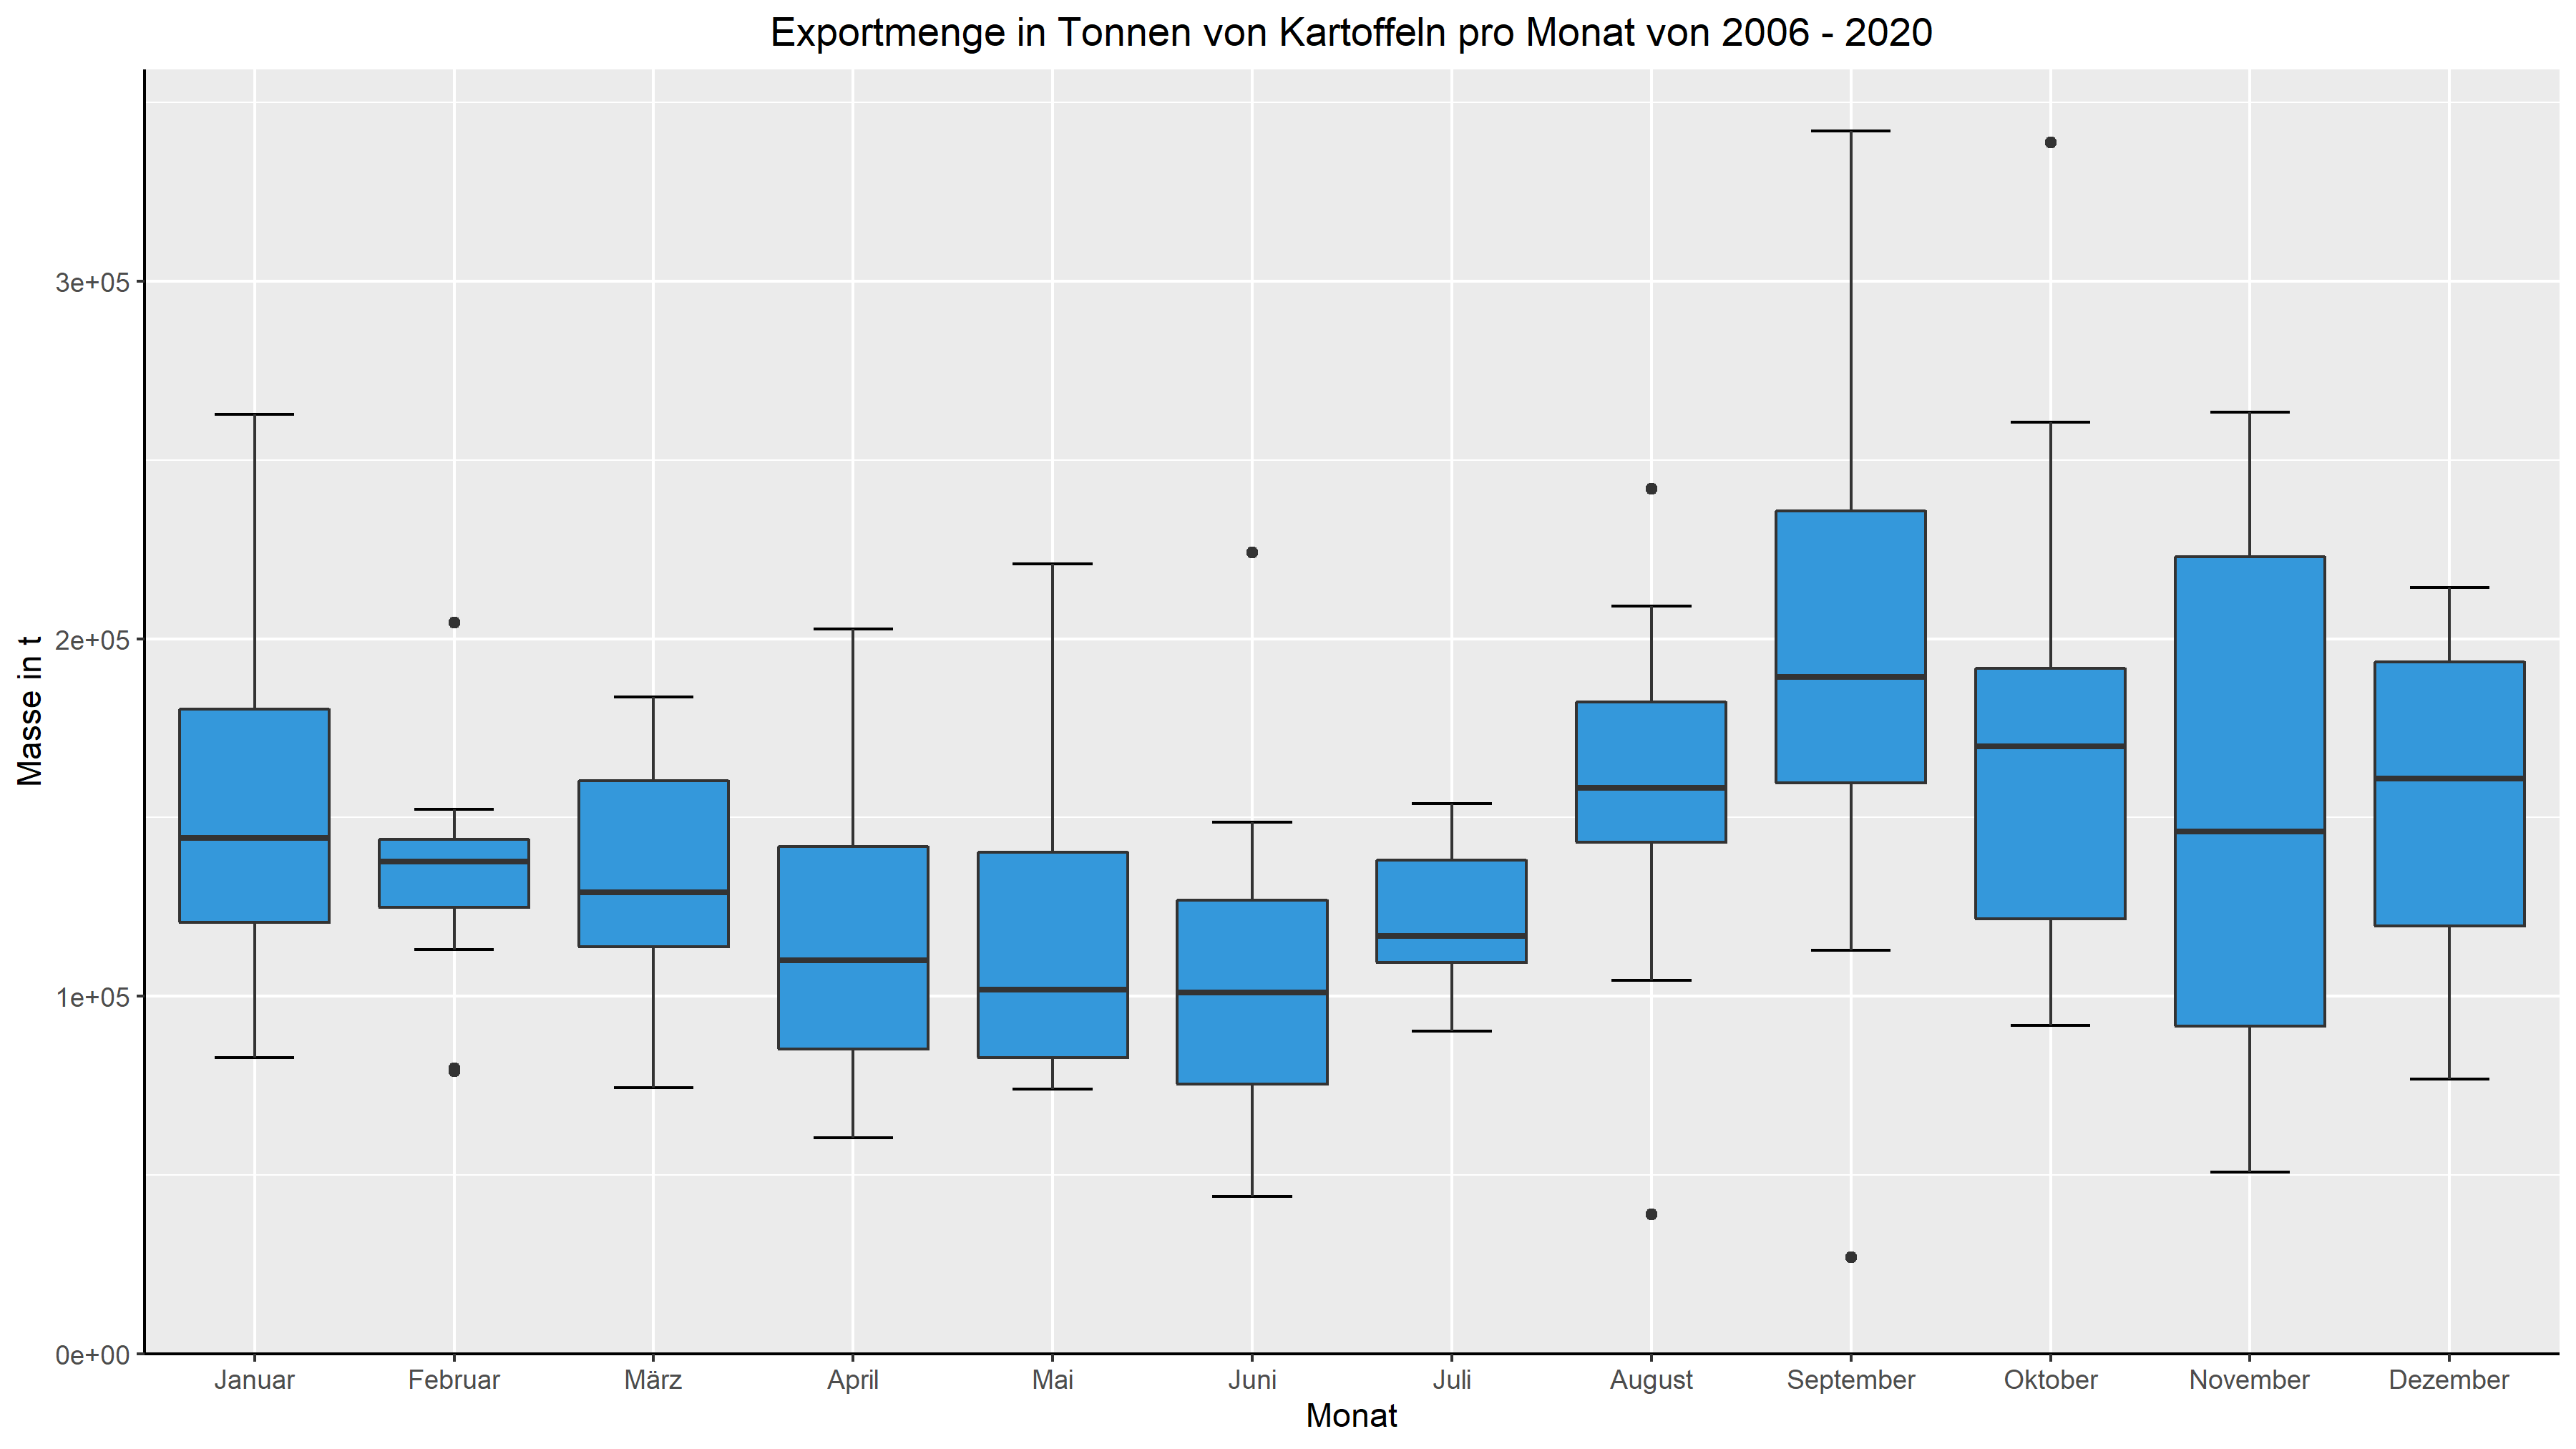 Exportmenge in Tonnen von Kartoffeln pro Monat von 2006 - 2020
Masse in t
3e+05
2e+05
1e+05
0e+00
Januar Februar März April Mai Juni Juli August September Oktober November Dezember
Monat